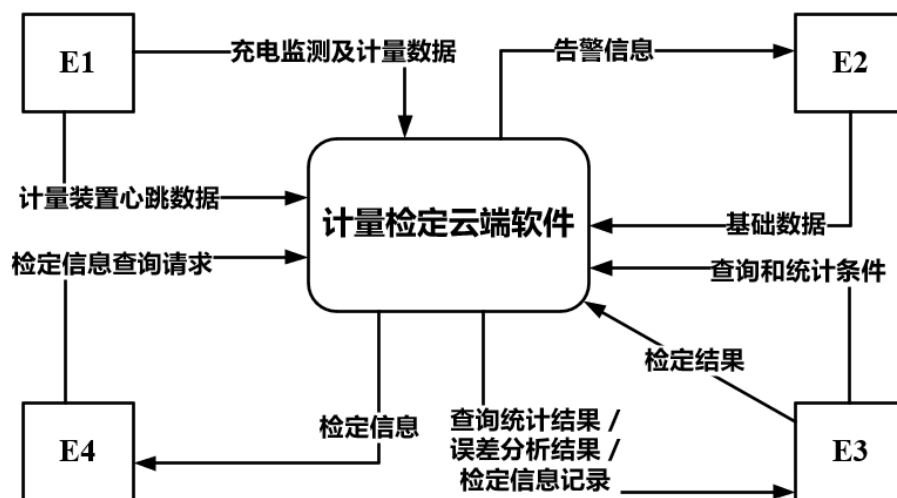 E1
充电监测及计量数据
告警信息
E2
计量装置心跳数据
计量检定云端软件
基础数据
检定信息查询请求
查询和统计条件
检定结果
E4
检定信息
查询统计结果 /
误差分析结果 /
检定信息记录
E3